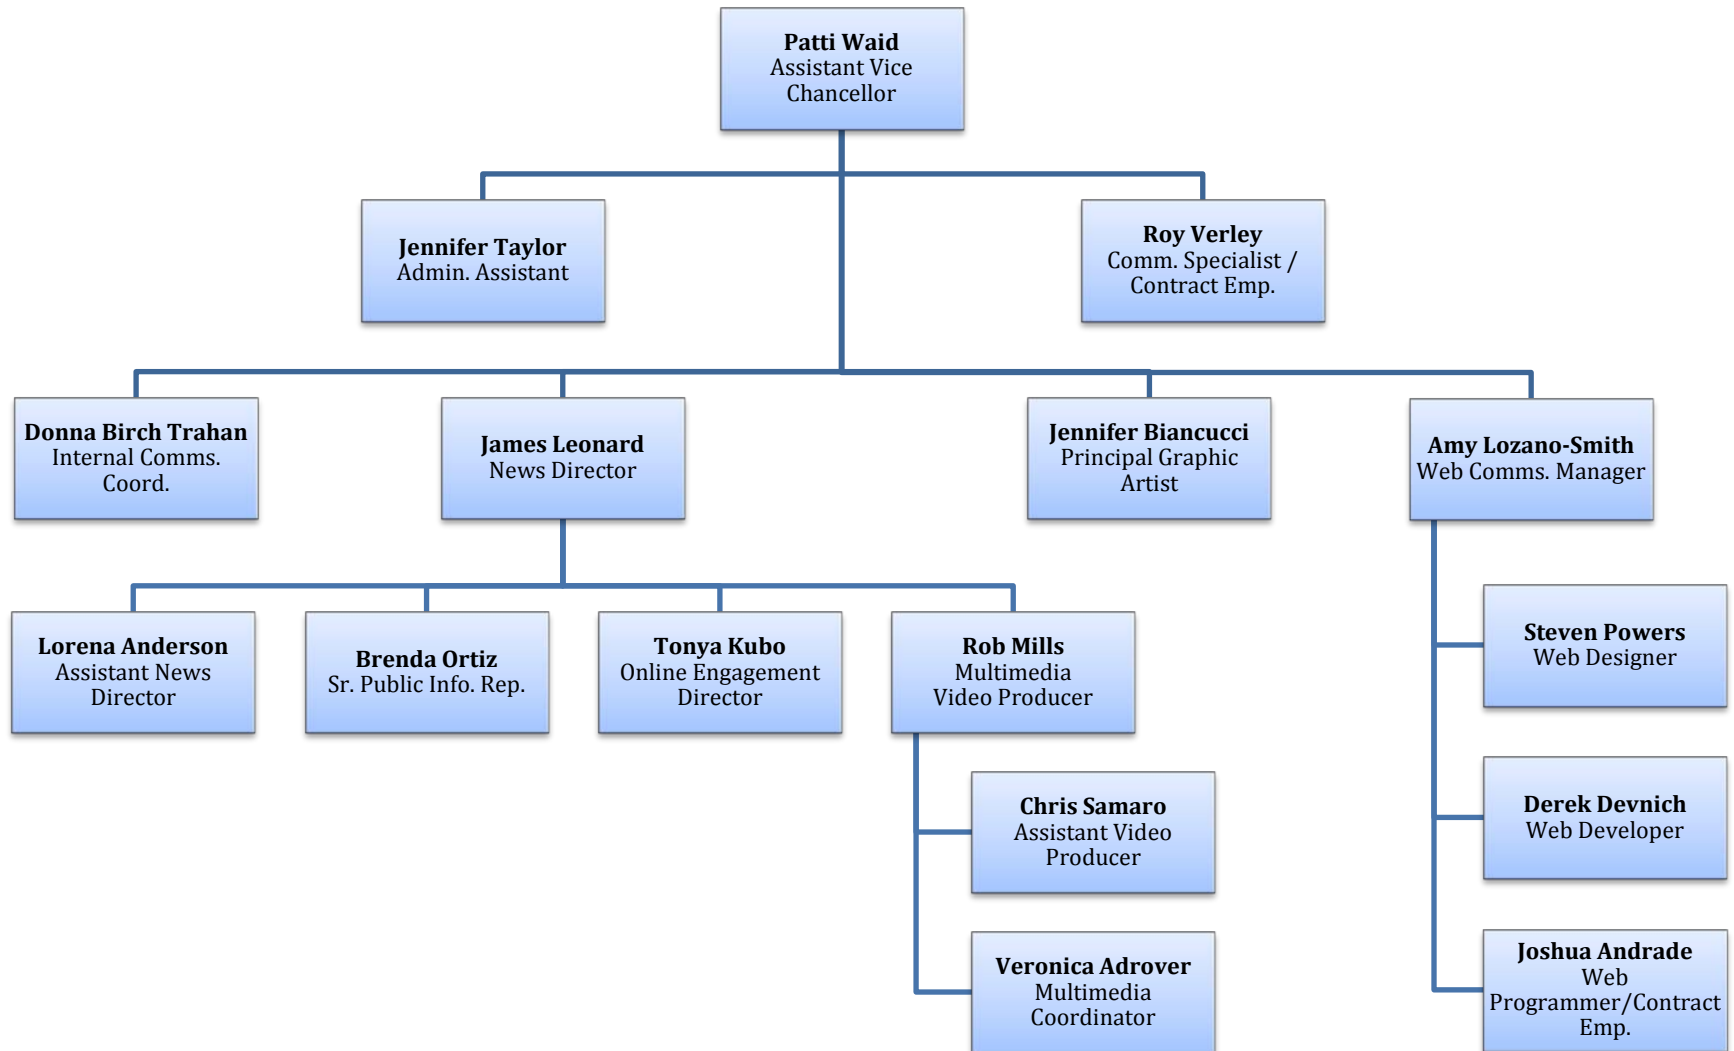 Patti Waid
Assistant Vice
Chancellor
Jennifer Taylor
Admin. Assistant
Roy Verley
Comm. Specialist /
Contract Emp.
Donna Birch Trahan
Internal Comms.
Coord.
James Leonard
News Director
Jennifer Biancucci
Principal Graphic
Artist
Amy Lozano-Smith
Web Comms. Manager
Lorena Anderson
Assistant News
Director
Brenda Ortiz
Sr. Public Info. Rep.
Tonya Kubo
Online Engagement
Director
Rob Mills
Multimedia
Video Producer
Chris Samaro
Assistant Video
Producer
Veronica Adrover
Multimedia
Coordinator
Steven Powers
Web Designer
Derek Devnich
Web Developer
Joshua Andrade
Web
Programmer/Contract
Emp.